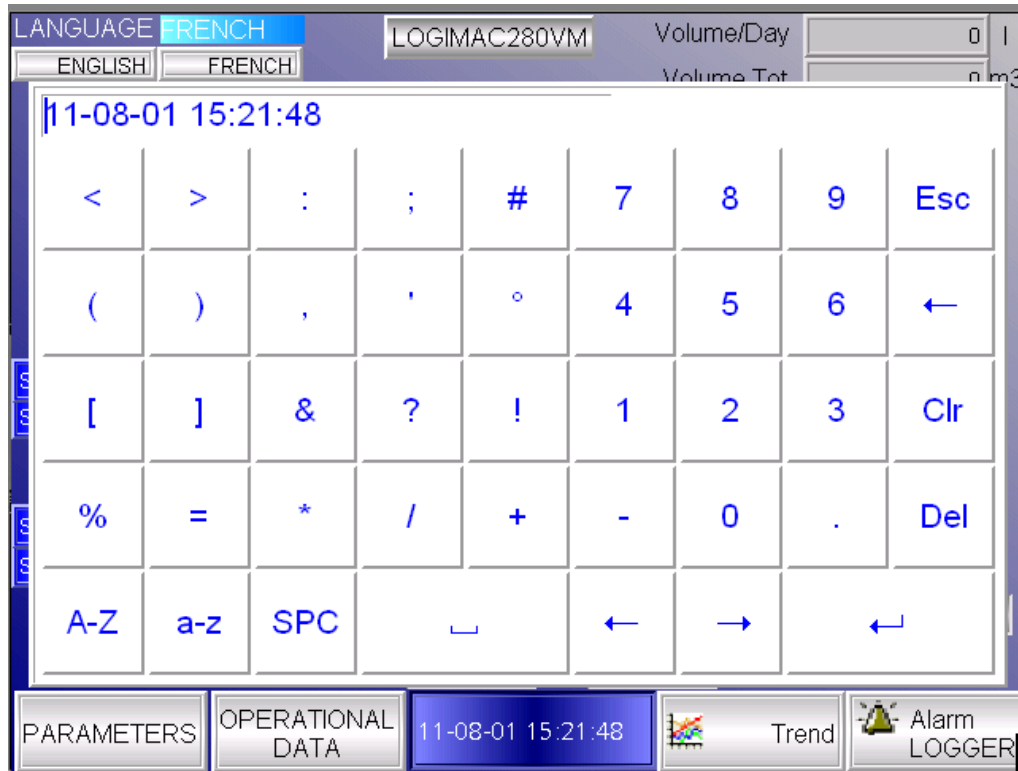 LANGUAGE FRENCH LOGIMAC280VM Volume/Day 0 l
ENGLISH FRENCH Volume Tot 0 m3
11-08-01 15:21:48
< > : ; # 7 8 9 Esc
( ) , ' ° 4 5 6 ←
[ ] & ? ! 1 2 3 Clr
% = * / + - 0 . Del
A-Z a-z SPC ⎵ ← → ↵
PARAMETERS OPERATIONAL DATA 11-08-01 15:21:48 Trend Alarm LOGGER